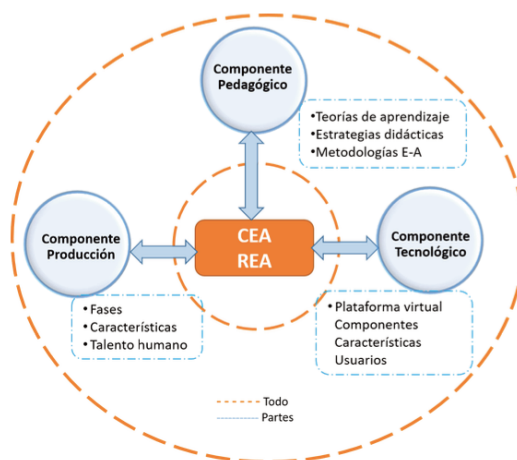 Componente
Pedagógico
•Teorías de aprendizaje
•Estrategias didácticas
•Metodologías E-A
Componente
Producción
CEA
REA
Componente
Tecnológico
• Fases
• Características
• Talento humano
•Plataforma virtual
Componentes
Características
Usuarios
Todo
Partes